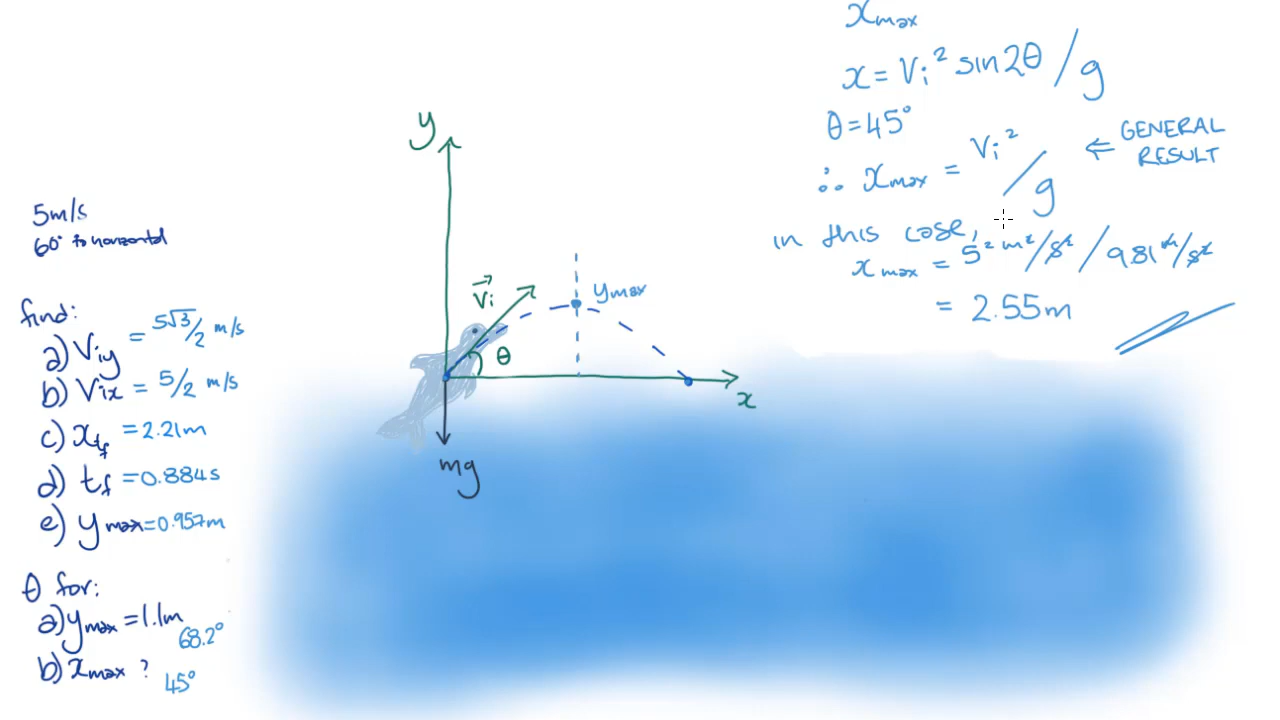 5m/s
60° to horizontal
find:
a) Viy = 5√3/2 m/s
b) Vix = 5/2 m/s
c) xtf = 2.21m
d) tf = 0.884s
e) ymax = 0.957m
θ for:
a) ymax = 1.1m
68.2°
b) xmax ?
45°
y
V⃗i
θ
ymax
x
mg
xmax
x = Vi² sin2θ / g
θ = 45°
∴ xmax = Vi² / g
⇐ GENERAL
RESULT
in this case,
xmax = 5² m²/s² / 9.81 m/s²
= 2.55m